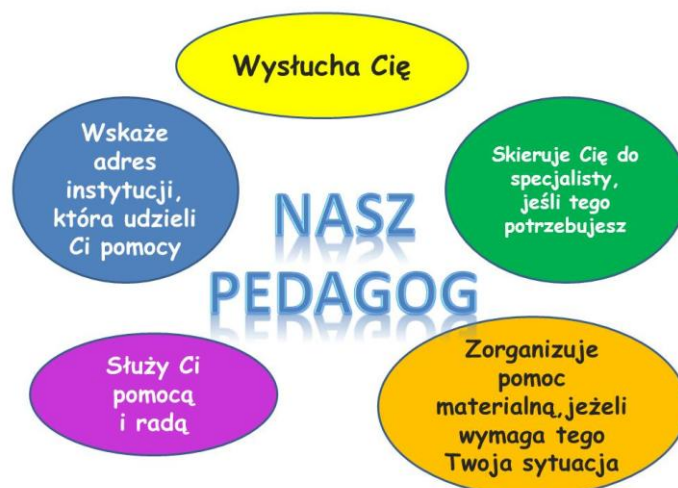 Wysłucha Cię
Wskaże
adres
instytucji,
która udzieli
Ci pomocy
Skieruje Cię do
specjalisty,
jeśli tego
potrzebujesz
NASZ
PEDAGOG
Służy Ci
pomocą
i radą
Zorganizuje
pomoc
materialną,jeżeli
wymaga tego
Twoja sytuacja